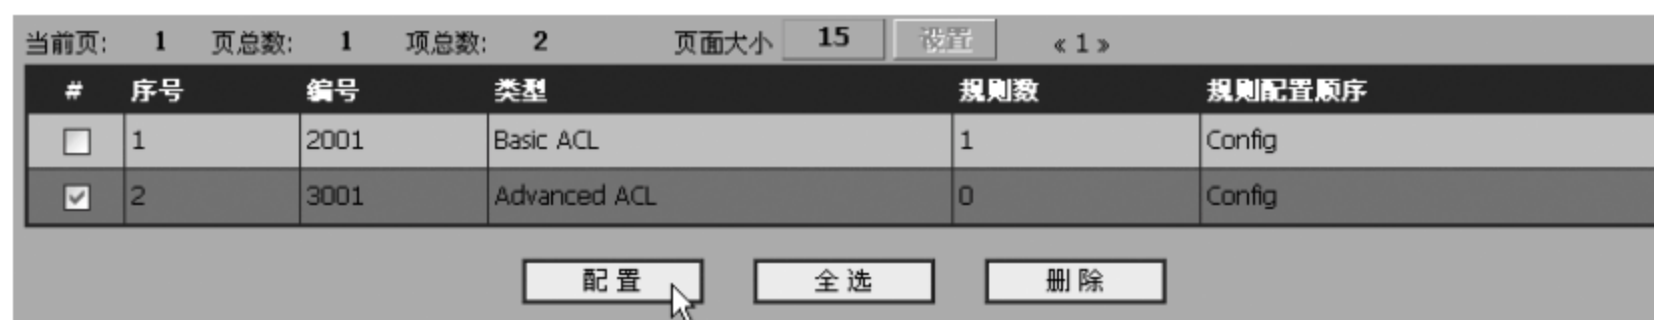 当前页: 1 页总数: 1 项总数: 2 页面大小 15 设置 « 1 »
# 序号 编号 类型 规则数 规则配置顺序
1 2001 Basic ACL 1 Config
2 3001 Advanced ACL 0 Config
配置 全选 删除